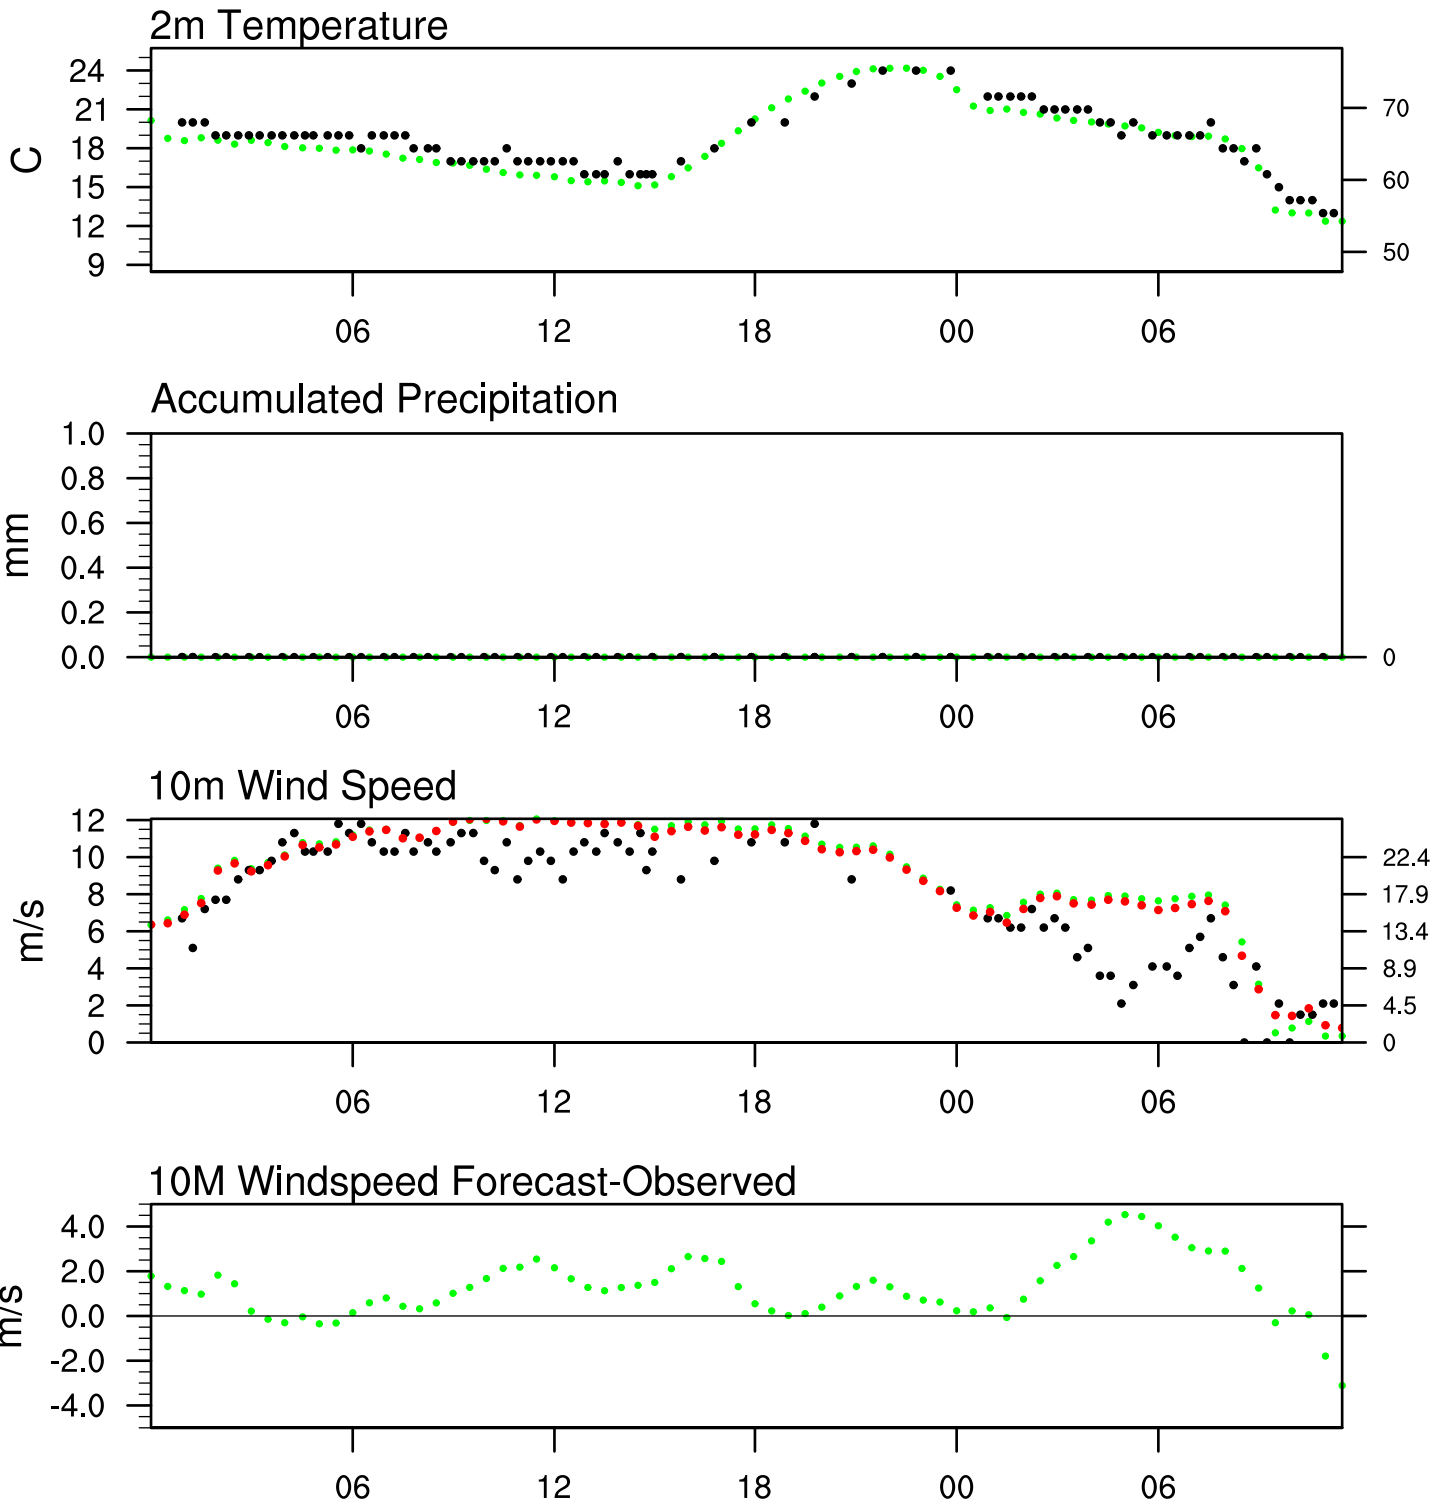 2m Temperature
24
21
18
15
12
9
C
70
60
50
06 12 18 00 06
Accumulated Precipitation
1.0
0.8
0.6
0.4
0.2
0.0
mm
0
06 12 18 00 06
10m Wind Speed
12
10
8
6
4
2
0
m/s
22.4
17.9
13.4
8.9
4.5
0
06 12 18 00 06
10M Windspeed Forecast-Observed
4.0
2.0
0.0
-2.0
-4.0
m/s
06 12 18 00 06